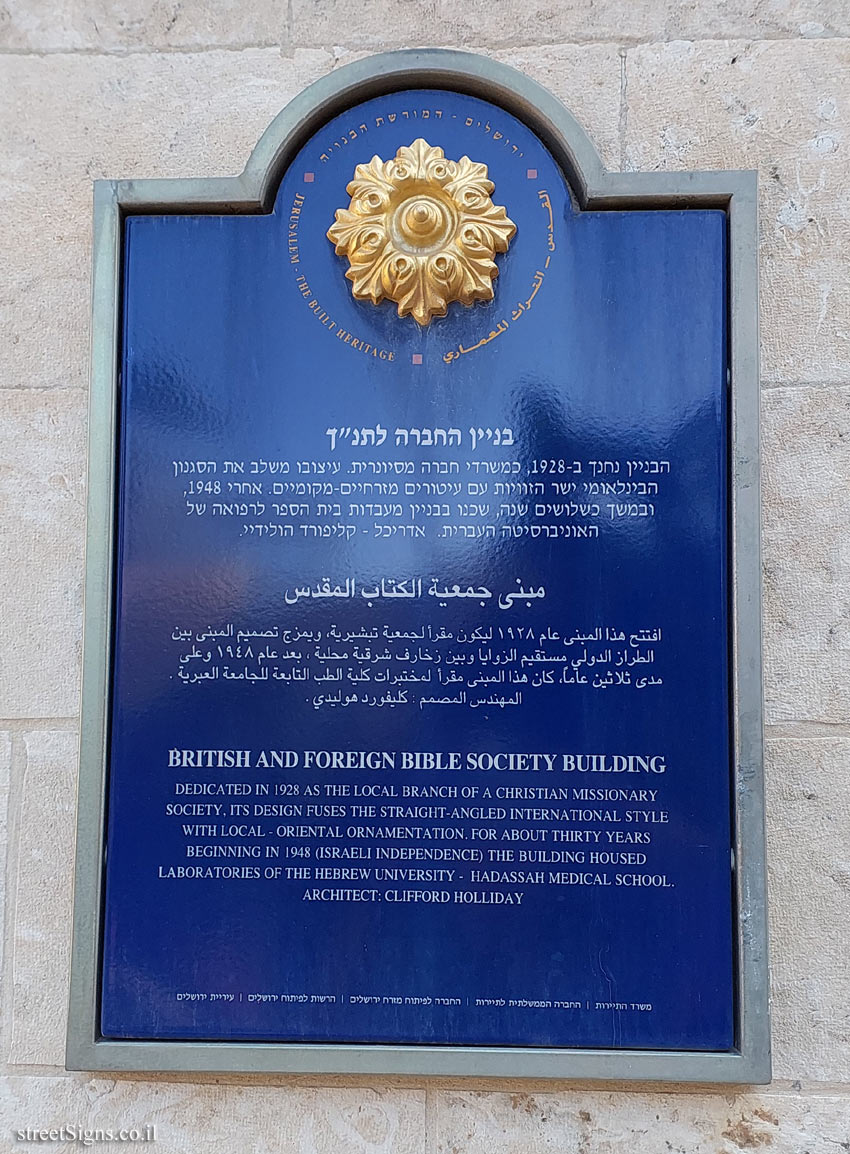 ירושלים - המורשת הבנויה
القدس – التراث المعماري
JERUSALEM - THE BUILT HERITAGE
בניין החברה לתנ״ך
הבניין נחנך ב-1928, כמשרדי חברה מסיונרית. עיצובו משלב את הסגנון
הבינלאומי ישר הזוויות עם עיטורים מזרחיים-מקומיים. אחרי 1948,
ובמשך כשלושים שנה, שכנו בבניין מעבדות בית הספר לרפואה של
האוניברסיטה העברית. אדריכל - קליפורד הולידיי.
مبنى جمعية الكتاب المقدس
افتتح هذا المبنى عام ١٩٢٨ ليكون مقرأ لجمعية تبشيرية، ويمزج تصميم المبنى بين
الطراز الدولي مستقيم الزوايا وبين زخارف شرقية محلية ، بعد عام ١٩٤٨ وعلى
مدى ثلاثين عاماً، كان هذا المبنى مقرأ لمختبرات كلية الطب التابعة للجامعة العبرية .
المهندس المصمم : كليفورد هوليدي .
BRITISH AND FOREIGN BIBLE SOCIETY BUILDING
DEDICATED IN 1928 AS THE LOCAL BRANCH OF A CHRISTIAN MISSIONARY
SOCIETY, ITS DESIGN FUSES THE STRAIGHT-ANGLED INTERNATIONAL STYLE
WITH LOCAL - ORIENTAL ORNAMENTATION. FOR ABOUT THIRTY YEARS
BEGINNING IN 1948 (ISRAELI INDEPENDENCE) THE BUILDING HOUSED
LABORATORIES OF THE HEBREW UNIVERSITY - HADASSAH MEDICAL SCHOOL.
ARCHITECT: CLIFFORD HOLLIDAY
משרד התיירות | החברה הממשלתית לתיירות | החברה לפיתוח מזרח ירושלים | הרשות לפיתוח ירושלים | עיריית ירושלים
streetSigns.co.il